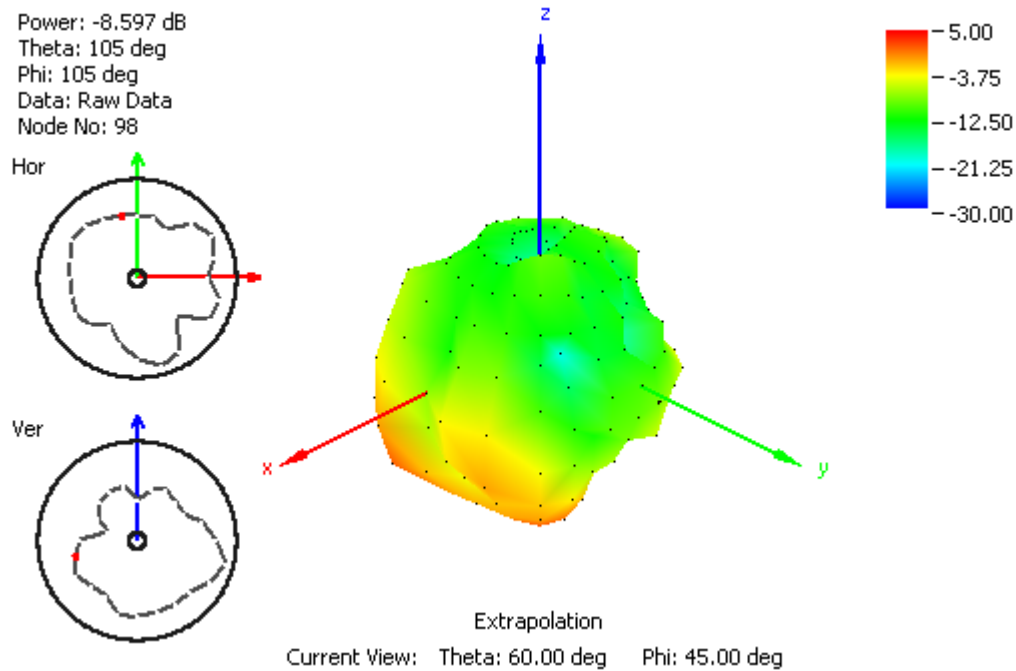 Power: -8.597 dB
Theta: 105 deg
Phi: 105 deg
Data: Raw Data
Node No: 98
Hor
Ver
z
x
y
5.00
-3.75
-12.50
-21.25
-30.00
Extrapolation
Current View: Theta: 60.00 deg Phi: 45.00 deg